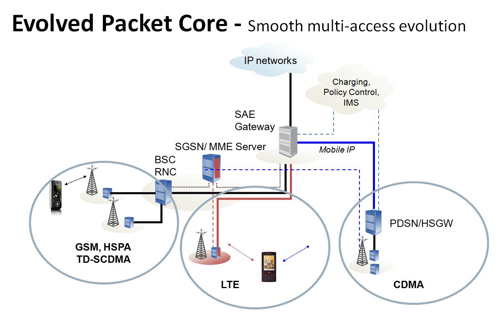 Evolved Packet Core - Smooth multi-access evolution
IP networks
Charging,
Policy Control,
IMS
SAE
Gateway
SGSN/ MME Server
Mobile IP
BSC
RNC
PDSN/HSGW
GSM, HSPA
TD-SCDMA
LTE
CDMA